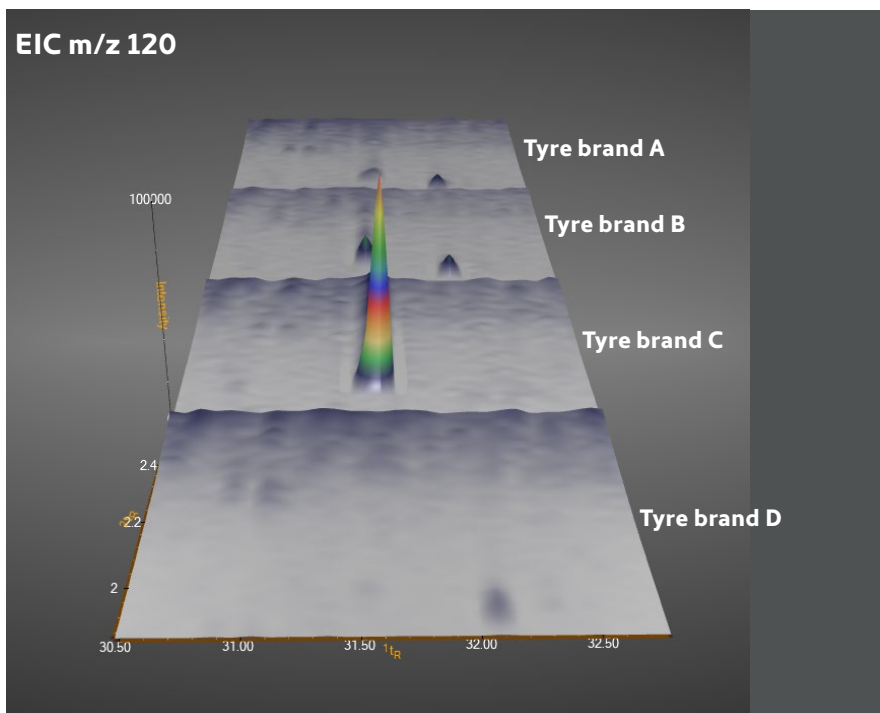 EIC m/z 120
Tyre brand A
100000
Tyre brand B
Intensity
Tyre brand C
2.4
2.2
Tyre brand D
2
30.50 31.00 31.50 32.00 32.50
¹tR